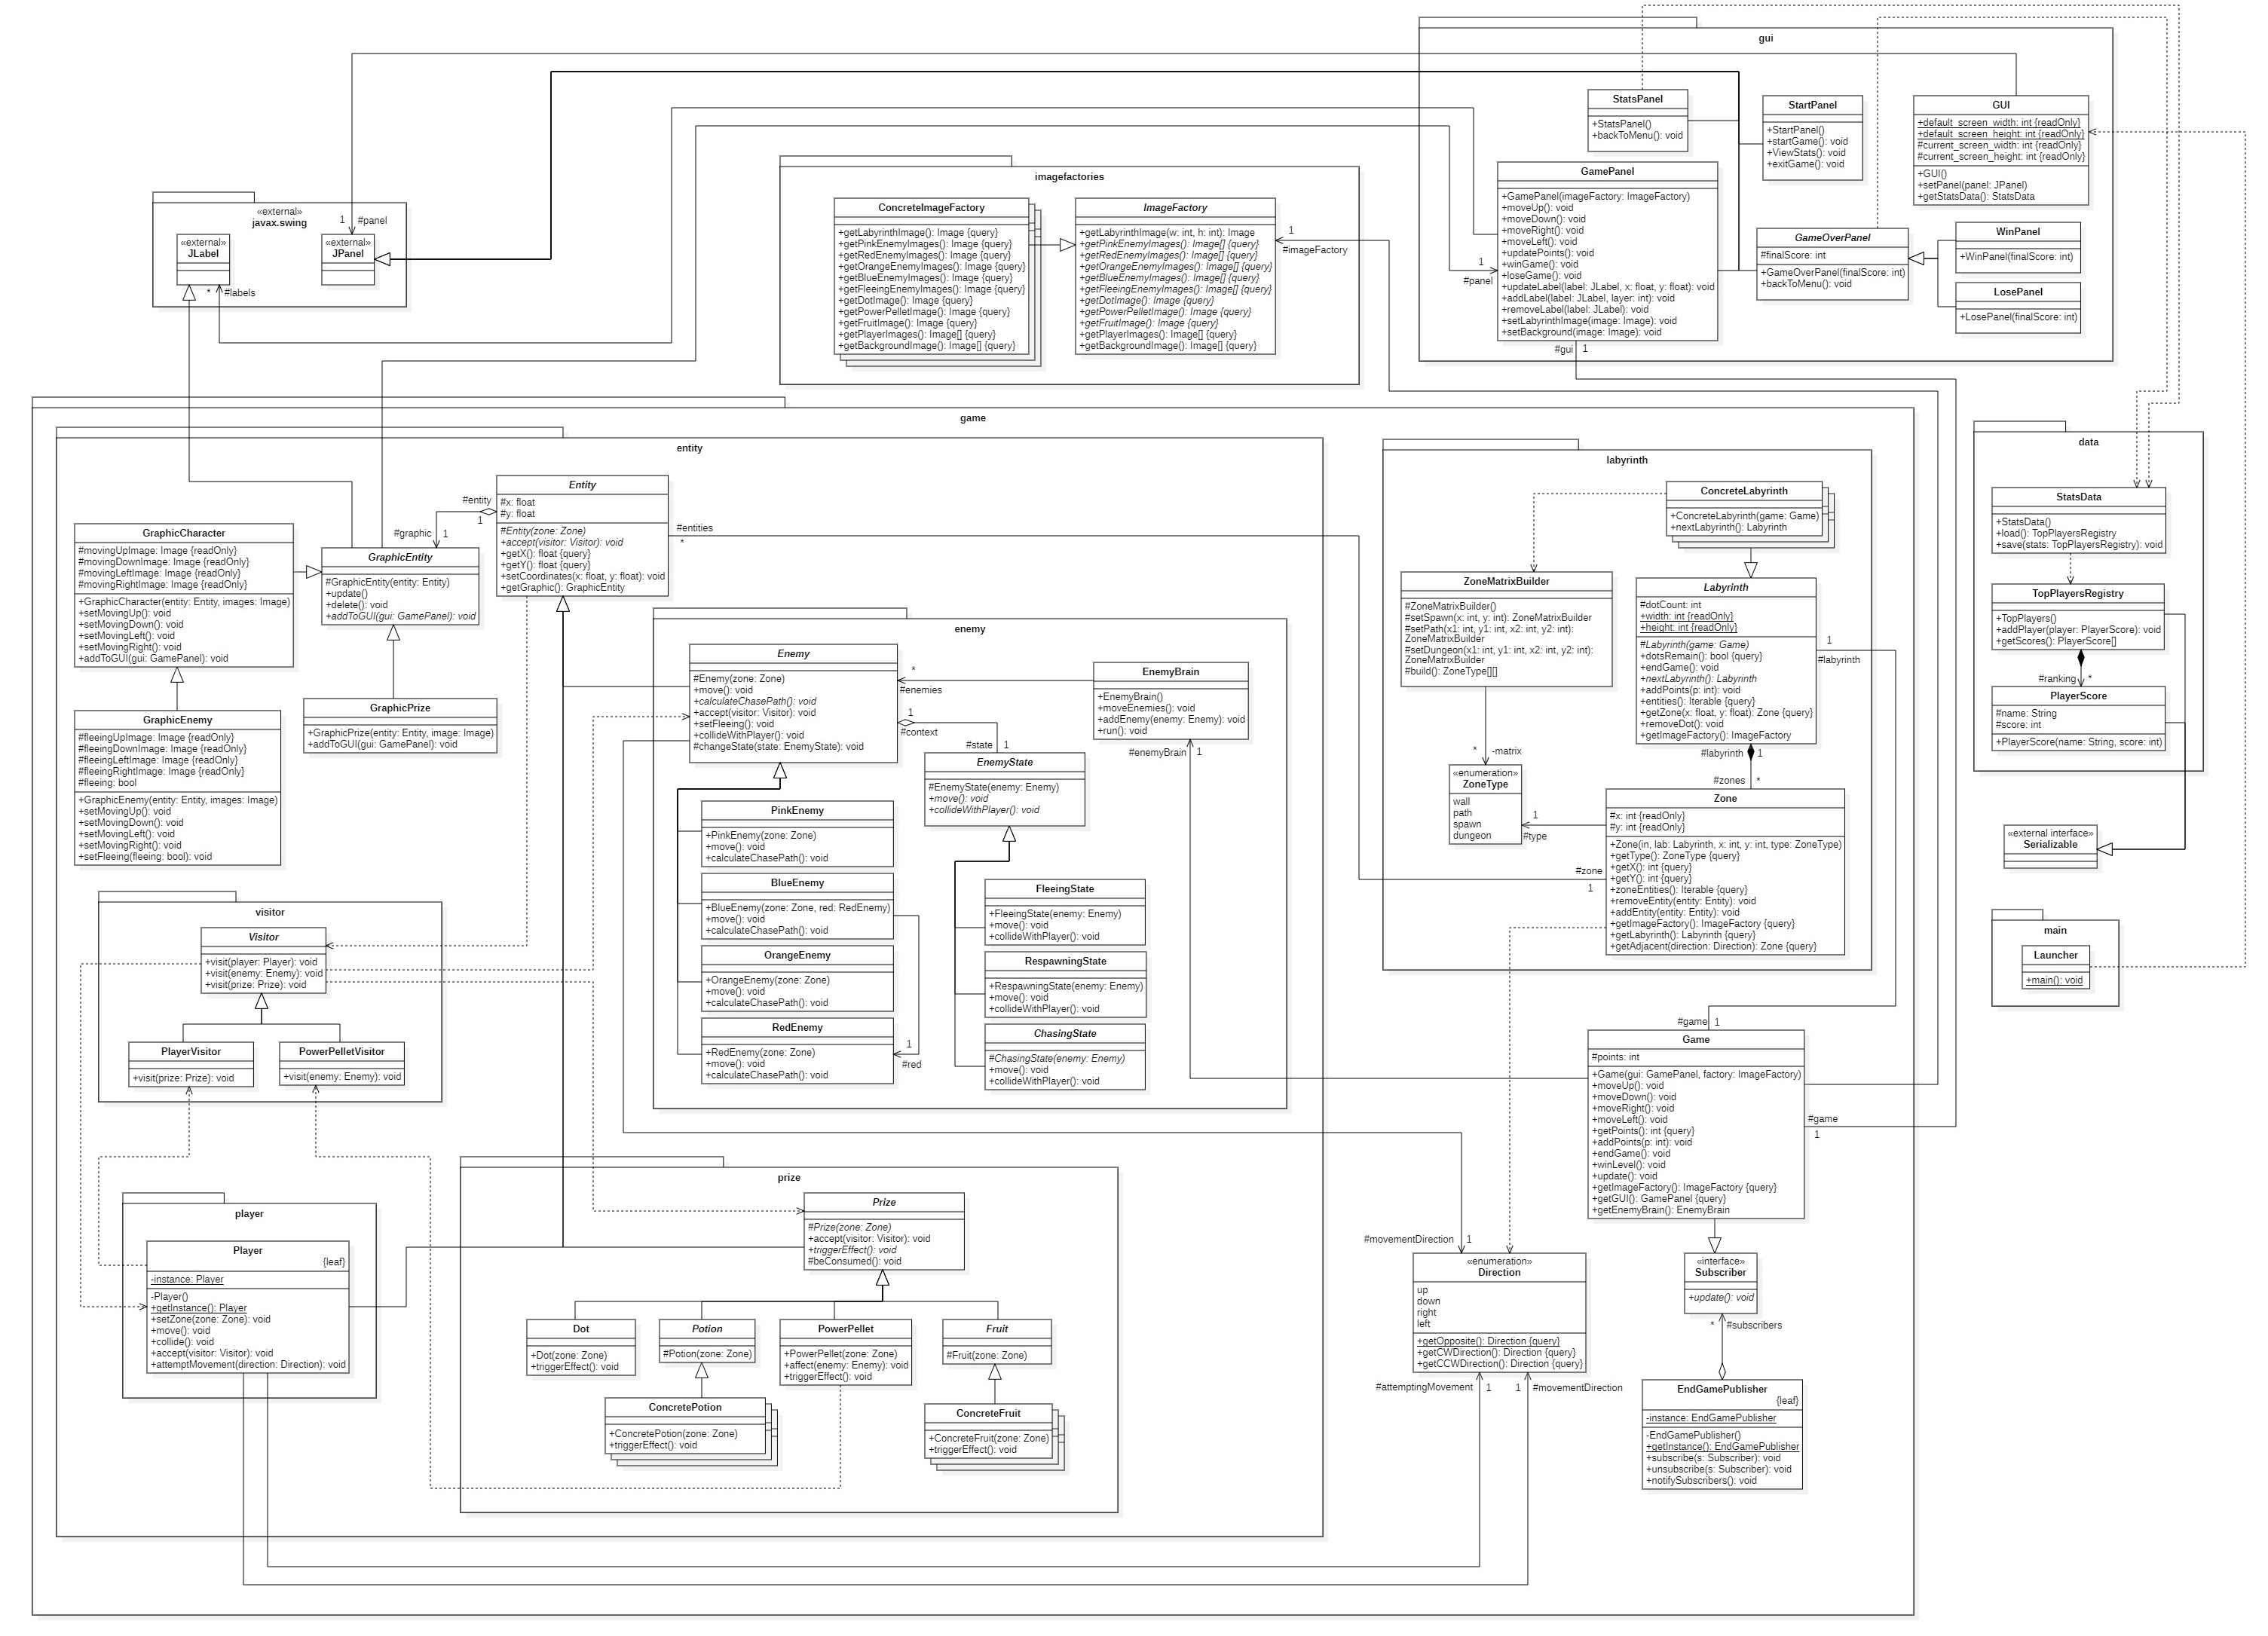 gui
StatsPanel
+StatsPanel()
+backToMenu(): void
StartPanel
+StartPanel()
+startGame(): void
+ViewStats(): void
+exitGame(): void
GUI
+default_screen_width: int {readOnly}
+default_screen_height: int {readOnly}
#current_screen_width: int {readOnly}
#current_screen_height: int {readOnly}
+GUI()
+setPanel(panel: JPanel)
+getStatsData(): StatsData
GamePanel
+GamePanel(imageFactory: ImageFactory)
+moveUp(): void
+moveDown(): void
+moveRight(): void
+moveLeft(): void
+updatePoints(): void
+winGame(): void
+loseGame(): void
+updateLabel(label: JLabel, x: float, y: float): void
+addLabel(label: JLabel, layer: int): void
+removeLabel(label: JLabel): void
+setLabyrinthImage(image: Image): void
+setBackground(image: Image): void
1
#panel
#gui
1
GameOverPanel
#finalScore: int
+GameOverPanel(finalScore: int)
+backToMenu(): void
WinPanel
+WinPanel(finalScore: int)
LosePanel
+LosePanel(finalScore: int)
«external»
javax.swing
1
#panel
«external»
JLabel
«external»
JPanel
*
#labels
imagefactories
ConcreteImageFactory
+getLabyrinthImage(): Image {query}
+getPinkEnemyImages(): Image {query}
+getRedEnemyImages(): Image {query}
+getOrangeEnemyImages(): Image {query}
+getBlueEnemyImages(): Image {query}
+getFleeingEnemyImages(): Image {query}
+getDotImage(): Image {query}
+getPowerPelletImage(): Image {query}
+getFruitImage(): Image {query}
+getPlayerImages(): Image[] {query}
+getBackgroundImage(): Image[] {query}
ImageFactory
+getLabyrinthImage(w: int, h: int): Image
+getPinkEnemyImages(): Image[] {query}
+getRedEnemyImages(): Image[] {query}
+getOrangeEnemyImages(): Image[] {query}
+getBlueEnemyImages(): Image[] {query}
+getFleeingEnemyImages(): Image[] {query}
+getDotImage(): Image {query}
+getPowerPelletImage(): Image {query}
+getFruitImage(): Image {query}
+getPlayerImages(): Image[] {query}
+getBackgroundImage(): Image[] {query}
1
#imageFactory
game
entity
Entity
#x: float
#y: float
#Entity(zone: Zone)
+accept(visitor: Visitor): void
+getX(): float {query}
+getY(): float {query}
+setCoordinates(x: float, y: float): void
+getGraphic(): GraphicEntity
#entity
1
#graphic
1
#entities
*
GraphicCharacter
#movingUpImage: Image {readOnly}
#movingDownImage: Image {readOnly}
#movingLeftImage: Image {readOnly}
#movingRightImage: Image {readOnly}
+GraphicCharacter(entity: Entity, images: Image)
+setMovingUp(): void
+setMovingDown(): void
+setMovingLeft(): void
+setMovingRight(): void
+addToGUI(gui: GamePanel): void
GraphicEntity
#GraphicEntity(entity: Entity)
+update()
+delete(): void
+addToGUI(gui: GamePanel): void
GraphicEnemy
#fleeingUpImage: Image {readOnly}
#fleeingDownImage: Image {readOnly}
#fleeingLeftImage: Image {readOnly}
#fleeingRightImage: Image {readOnly}
#fleeing: bool
+GraphicEnemy(entity: Entity, images: Image)
+setMovingUp(): void
+setMovingDown(): void
+setMovingLeft(): void
+setMovingRight(): void
+setFleeing(fleeing: bool): void
GraphicPrize
+GraphicPrize(entity: Entity, image: Image)
+addToGUI(gui: GamePanel): void
enemy
Enemy
#Enemy(zone: Zone)
+move(): void
+calculateChasePath(): void
+accept(visitor: Visitor): void
+setFleeing(): void
+collideWithPlayer(): void
#changeState(state: EnemyState): void
*
#enemies
1
#context
#state
1
EnemyBrain
+EnemyBrain()
+moveEnemies(): void
+addEnemy(enemy: Enemy): void
+run(): void
#enemyBrain
1
EnemyState
#EnemyState(enemy: Enemy)
+move(): void
+collideWithPlayer(): void
PinkEnemy
+PinkEnemy(zone: Zone)
+move(): void
+calculateChasePath(): void
BlueEnemy
+BlueEnemy(zone: Zone, red: RedEnemy)
+move(): void
+calculateChasePath(): void
OrangeEnemy
+OrangeEnemy(zone: Zone)
+move(): void
+calculateChasePath(): void
RedEnemy
+RedEnemy(zone: Zone)
+move(): void
+calculateChasePath(): void
1
#red
FleeingState
+FleeingState(enemy: Enemy)
+move(): void
+collideWithPlayer(): void
RespawningState
+RespawningState(enemy: Enemy)
+move(): void
+collideWithPlayer(): void
ChasingState
#ChasingState(enemy: Enemy)
+move(): void
+collideWithPlayer(): void
visitor
Visitor
+visit(player: Player): void
+visit(enemy: Enemy): void
+visit(prize: Prize): void
PlayerVisitor
+visit(prize: Prize): void
PowerPelletVisitor
+visit(enemy: Enemy): void
player
Player
{leaf}
-instance: Player
-Player()
+getInstance(): Player
+setZone(zone: Zone): void
+move(): void
+collide(): void
+accept(visitor: Visitor): void
+attemptMovement(direction: Direction): void
prize
Prize
#Prize(zone: Zone)
+accept(visitor: Visitor): void
+triggerEffect(): void
#beConsumed(): void
Dot
+Dot(zone: Zone)
+triggerEffect(): void
Potion
#Potion(zone: Zone)
PowerPellet
+PowerPellet(zone: Zone)
+affect(enemy: Enemy): void
+triggerEffect(): void
Fruit
#Fruit(zone: Zone)
ConcretePotion
+ConcretePotion(zone: Zone)
+triggerEffect(): void
ConcreteFruit
+ConcreteFruit(zone: Zone)
+triggerEffect(): void
labyrinth
ConcreteLabyrinth
+ConcreteLabyrinth(game: Game)
+nextLabyrinth(): Labyrinth
ZoneMatrixBuilder
#ZoneMatrixBuilder()
#setSpawn(x: int, y: int): ZoneMatrixBuilder
#setPath(x1: int, y1: int, x2: int, y2: int):
ZoneMatrixBuilder
#setDungeon(x1: int, y1: int, x2: int, y2: int):
ZoneMatrixBuilder
#build(): ZoneType[][]
Labyrinth
#dotCount: int
+width: int {readOnly}
+height: int {readOnly}
#Labyrinth(game: Game)
+dotsRemain(): bool {query}
+endGame(): void
+nextLabyrinth(): Labyrinth
+addPoints(p: int): void
+entities(): Iterable {query}
+getZone(x: float, y: float): Zone {query}
+removeDot(): void
+getImageFactory(): ImageFactory
1
#labyrinth
#labyrinth
1
#zones
*
*
-matrix
«enumeration»
ZoneType
wall
path
spawn
dungeon
1
#type
#zone
1
Zone
#x: int {readOnly}
#y: int {readOnly}
+Zone(in, lab: Labyrinth, x: int, y: int, type: ZoneType)
+getType(): ZoneType {query}
+getX(): int {query}
+getY(): int {query}
+zoneEntities(): Iterable {query}
+removeEntity(entity: Entity): void
+addEntity(entity: Entity): void
+getImageFactory(): ImageFactory {query}
+getLabyrinth(): Labyrinth {query}
+getAdjacent(direction: Direction): Zone {query}
#game
1
Game
#points: int
+Game(gui: GamePanel, factory: ImageFactory)
+moveUp(): void
+moveDown(): void
+moveRight(): void
+moveLeft(): void
+getPoints(): int {query}
+addPoints(p: int): void
+endGame(): void
+winLevel(): void
+update(): void
+getImageFactory(): ImageFactory {query}
+getGUI(): GamePanel {query}
+getEnemyBrain(): EnemyBrain
#game
1
#movementDirection
1
«enumeration»
Direction
up
down
right
left
+getOpposite(): Direction {query}
+getCWDirection(): Direction {query}
+getCCWDirection(): Direction {query}
#attemptingMovement
1
1
#movementDirection
«interface»
Subscriber
+update(): void
*
#subscribers
EndGamePublisher
{leaf}
-instance: EndGamePublisher
-EndGamePublisher()
+getInstance(): EndGamePublisher
+subscribe(s: Subscriber): void
+unsubscribe(s: Subscriber): void
+notifySubscribers(): void
data
StatsData
+StatsData()
+load(): TopPlayersRegistry
+save(stats: TopPlayersRegistry): void
TopPlayersRegistry
+TopPlayers()
+addPlayer(player: PlayerScore): void
+getScores(): PlayerScore[]
#ranking
*
PlayerScore
#name: String
#score: int
+PlayerScore(name: String, score: int)
«external interface»
Serializable
main
Launcher
+main(): void